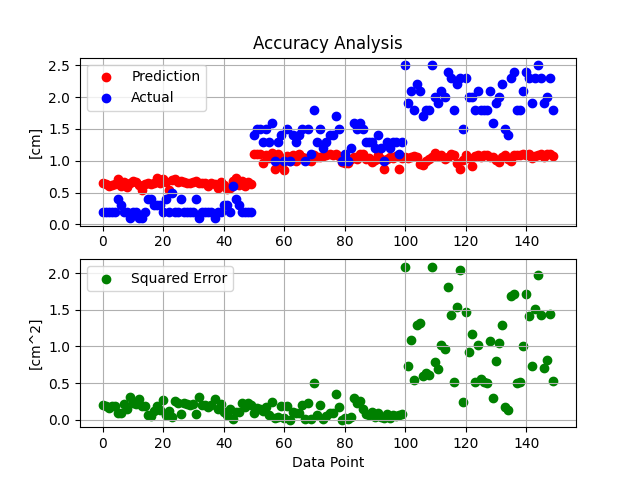 Accuracy Analysis
Prediction
Actual
[cm]
2.5
2.0
1.5
1.0
0.5
0.0
0 20 40 60 80 100 120 140
Squared Error
[cm^2]
2.0
1.5
1.0
0.5
0.0
0 20 40 60 80 100 120 140
Data Point